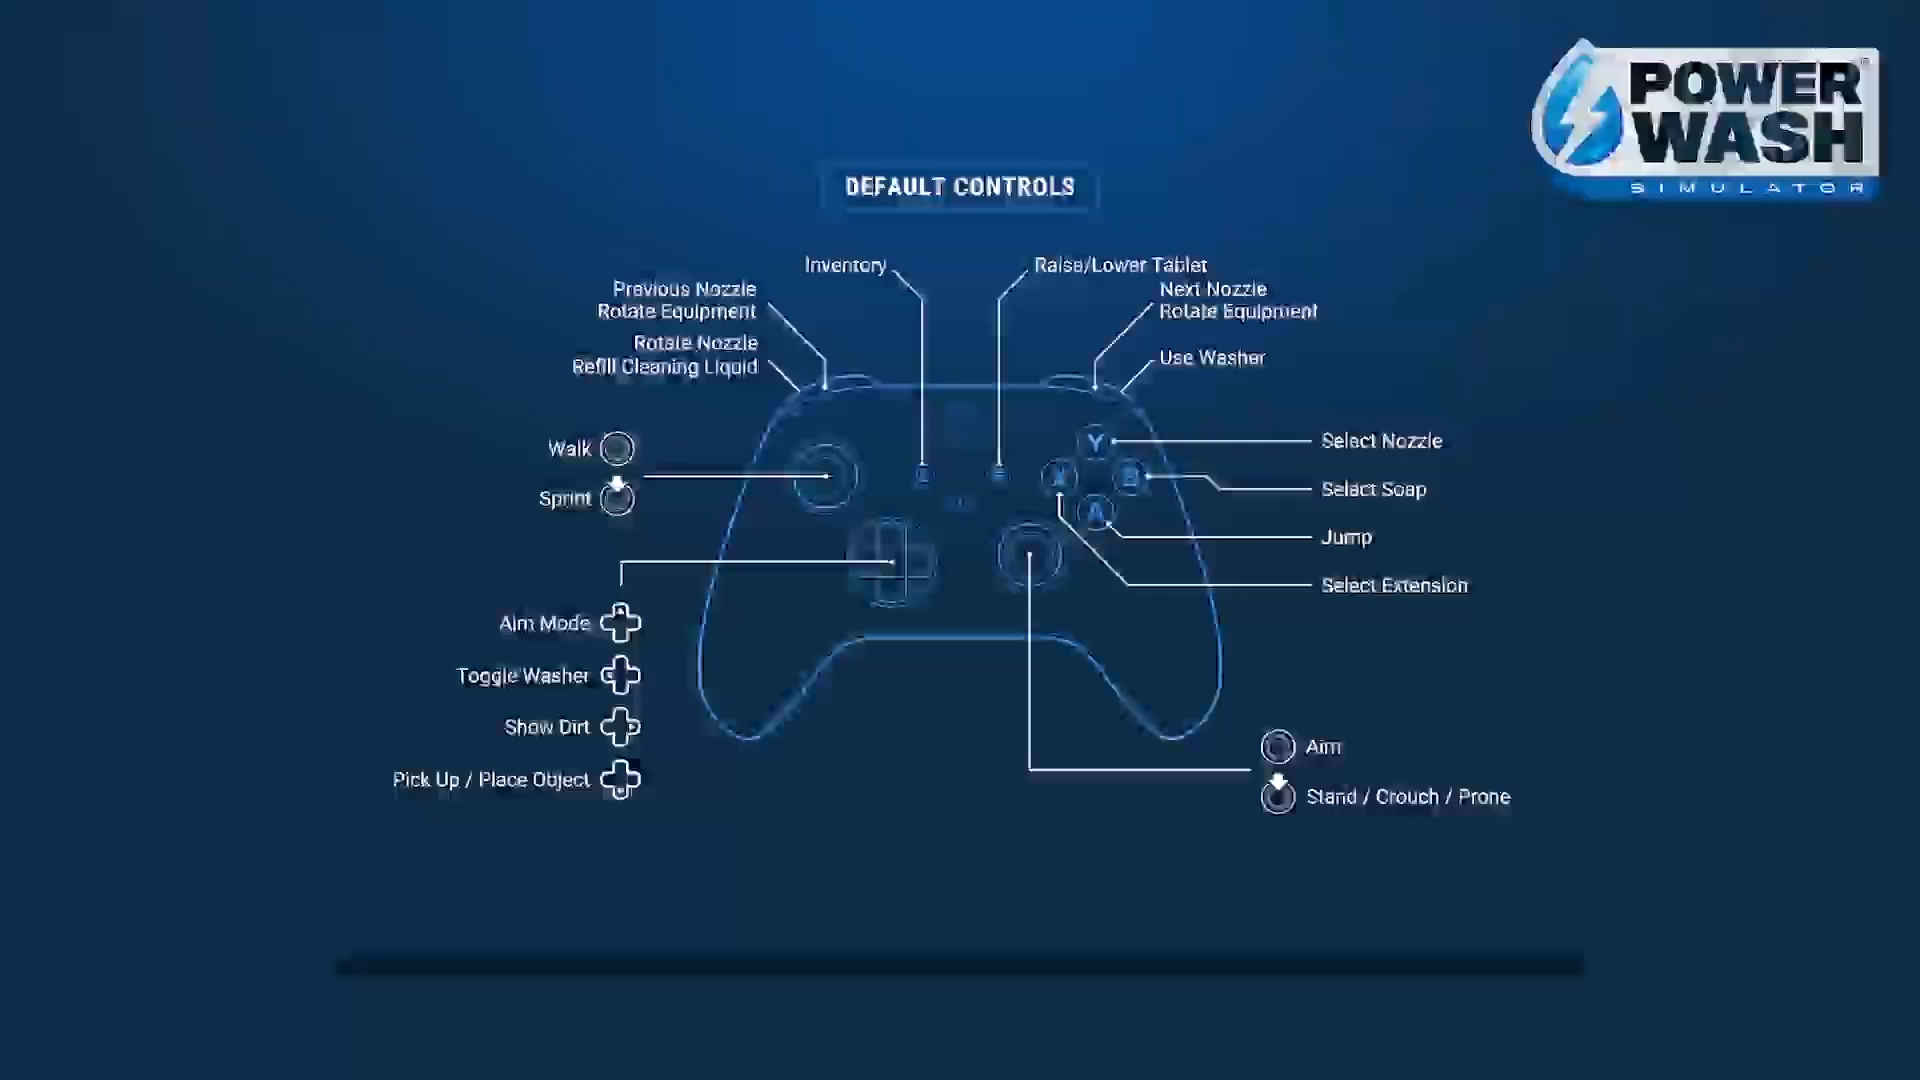 POWER
WASH
SIMULATOR
DEFAULT CONTROLS
Inventory
Raise/Lower Tablet
Previous Nozzle
Rotate Equipment
Next Nozzle
Rotate Equipment
Rotate Nozzle
Refill Cleaning Liquid
Use Washer
Walk
Sprint
Y
X
B
A
Select Nozzle
Select Soap
Jump
Select Extension
Aim Mode
Toggle Washer
Show Dirt
Pick Up / Place Object
Aim
Stand / Crouch / Prone